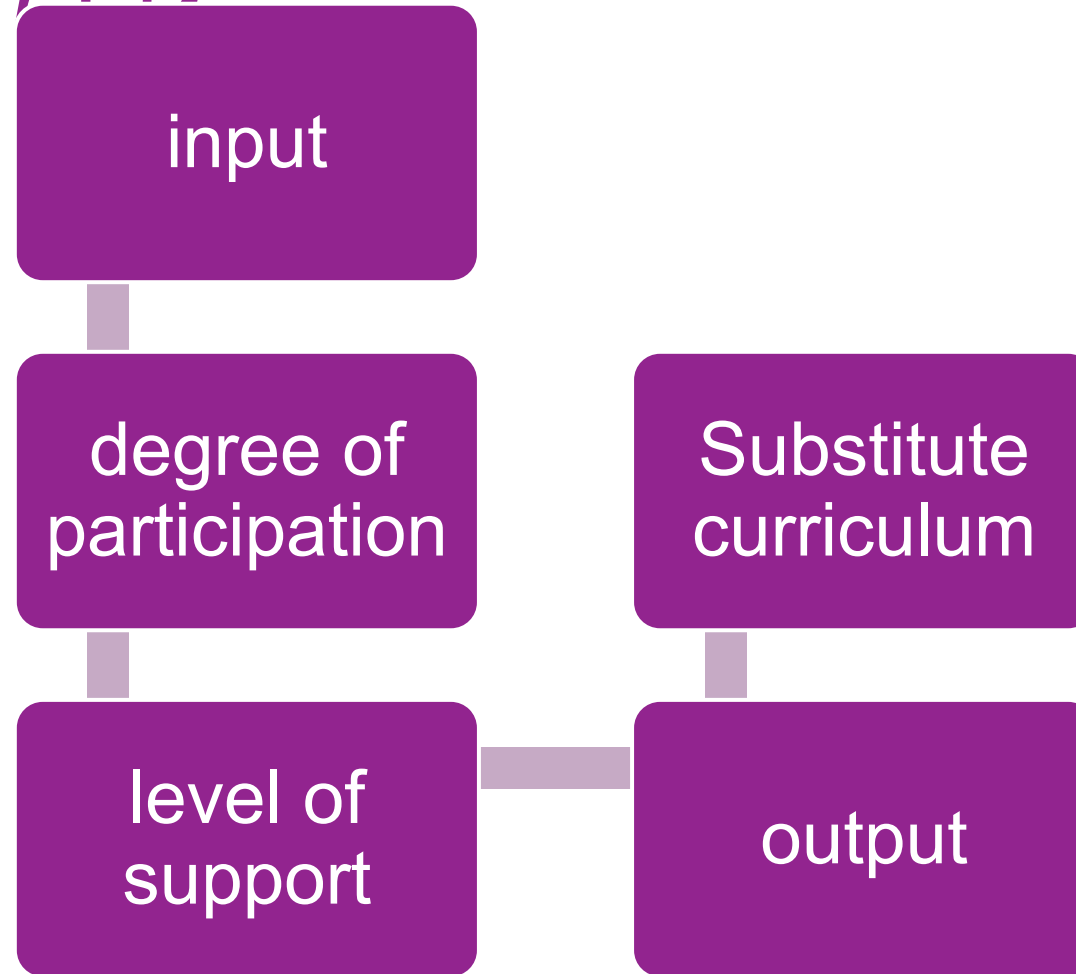 input
degree of
participation
level of
support
output
Substitute
curriculum